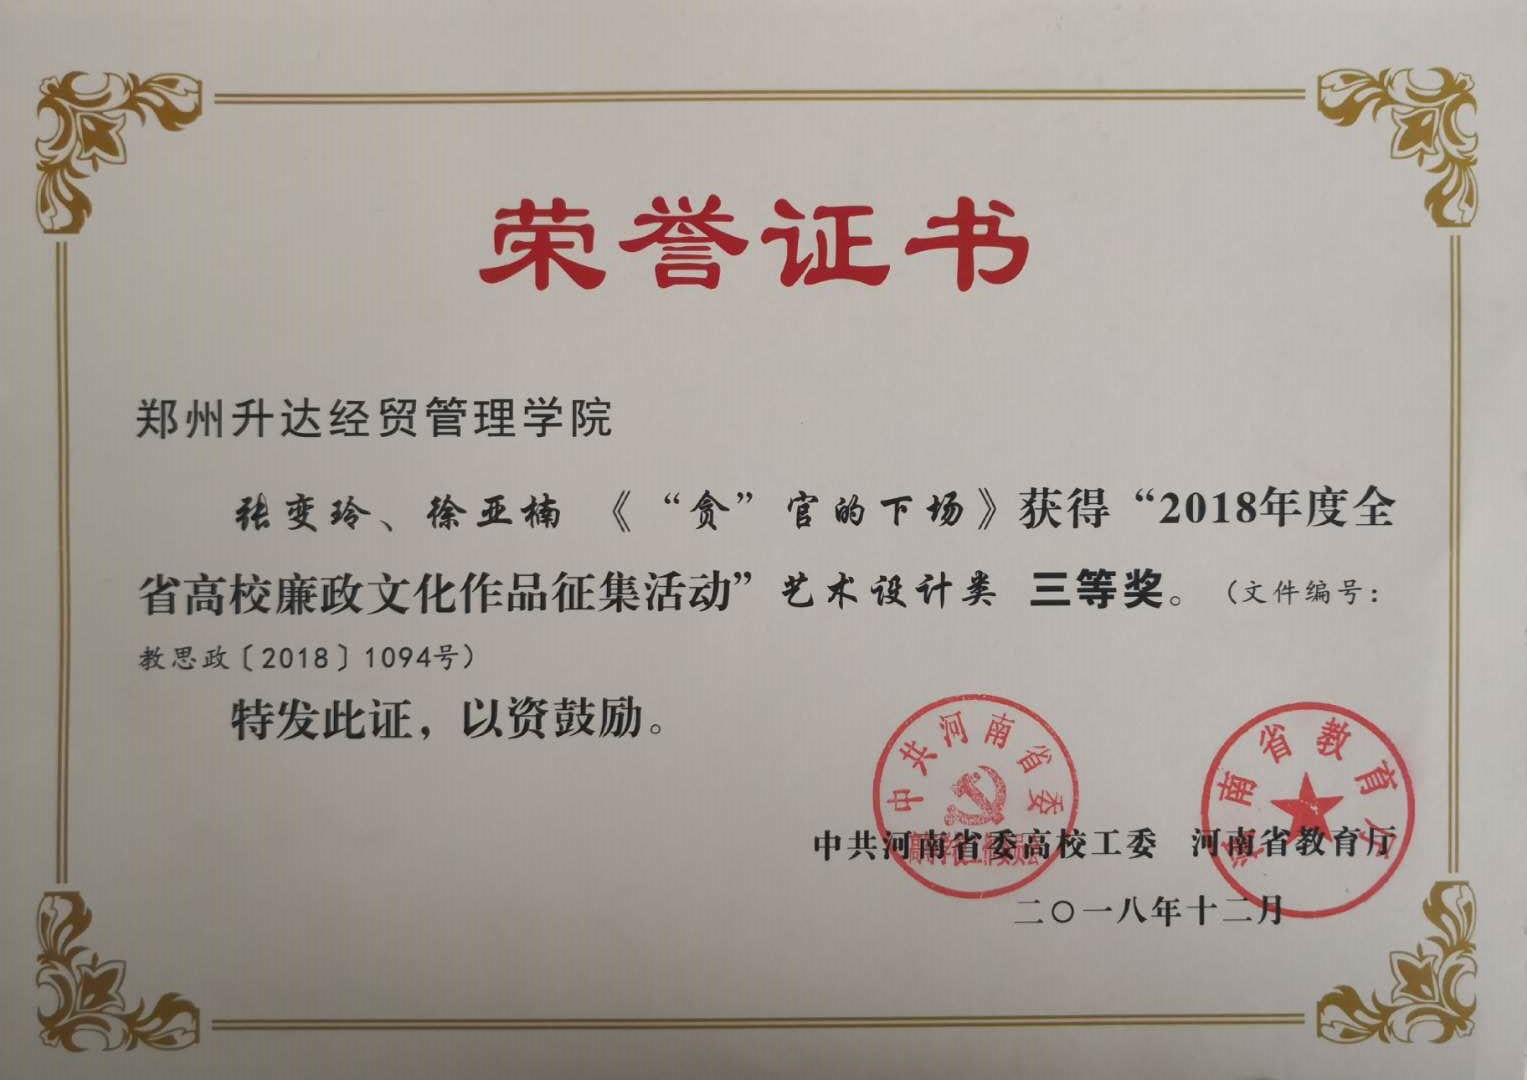 荣誉证书
郑州升达经贸管理学院
张变玲、徐亚楠《“贪”官的下场》获得“2018年度全
省高校廉政文化作品征集活动”艺术设计类 三等奖。（文件编号：
教思政〔2018〕1094号）
特发此证，以资鼓励。
中共河南省委
河南省教育厅
中共河南省委高校工委 河南省教育厅
二〇一八年十二月